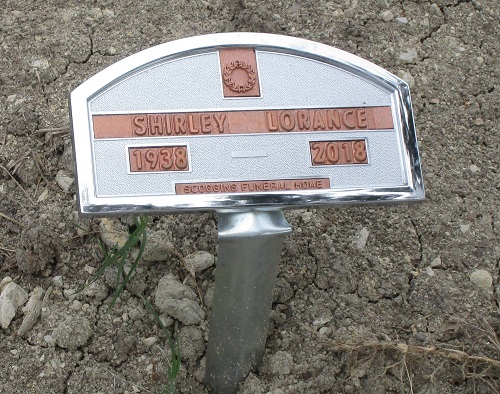 SHIRLEY LORANCE
1938 — 2018
SCOGGINS FUNERAL HOME